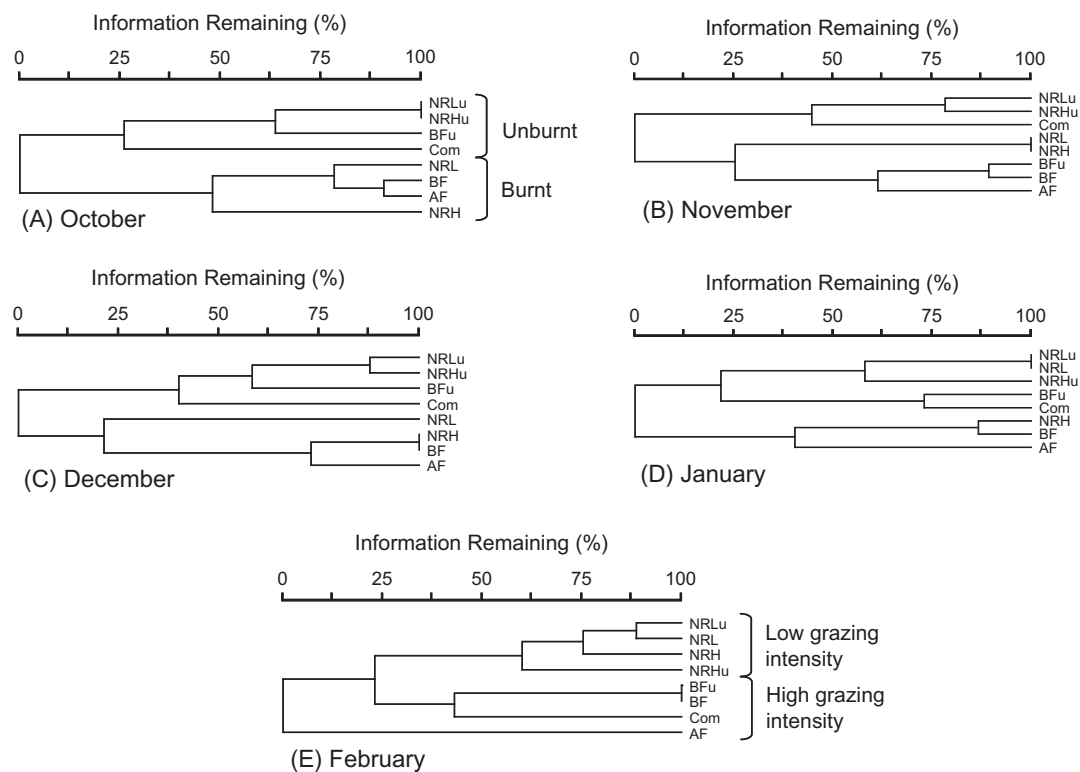 Information Remaining (%)
0 25 50 75 100
NRLu
NRHu
BFu
Com
NRL
BF
AF
NRH
Unburnt
Burnt
(A) October
Information Remaining (%)
0 25 50 75 100
NRLu
NRHu
Com
NRL
NRH
BFu
BF
AF
(B) November
Information Remaining (%)
0 25 50 75 100
NRLu
NRHu
BFu
Com
NRL
NRH
BF
AF
(C) December
Information Remaining (%)
0 25 50 75 100
NRLu
NRL
NRHu
BFu
Com
NRH
BF
AF
(D) January
Information Remaining (%)
0 25 50 75 100
NRLu
NRL
NRH
NRHu
BFu
BF
Com
AF
Low grazing
intensity
High grazing
intensity
(E) February